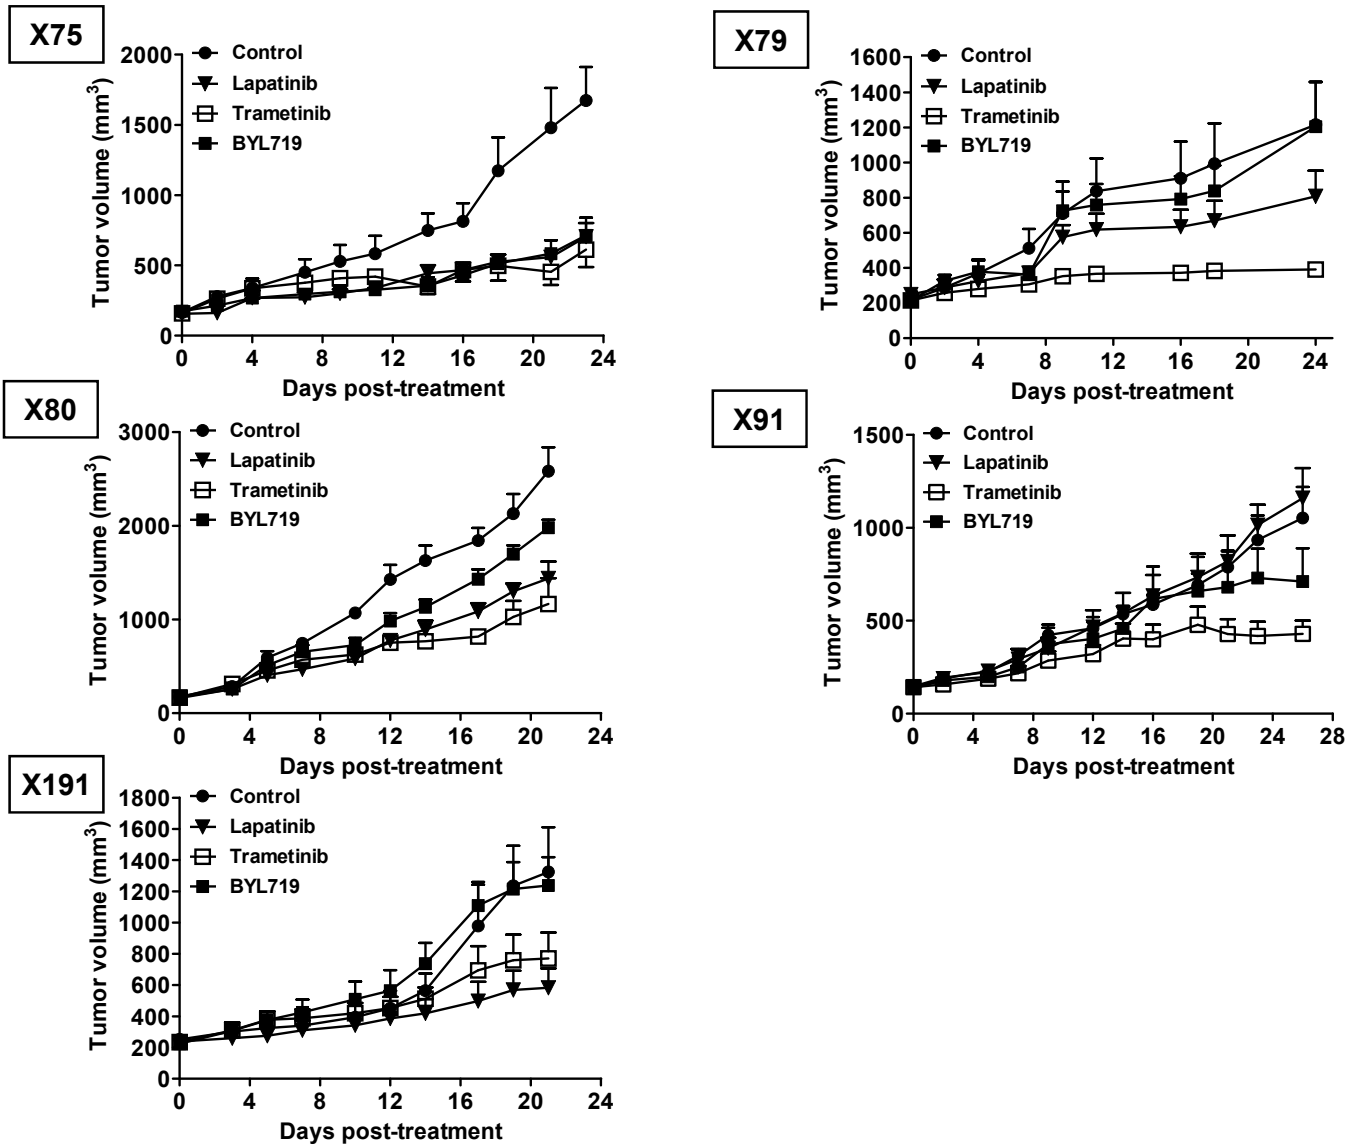 X75
Tumor volume (mm³)
2000
1500
1000
500
0
Control
Lapatinib
Trametinib
BYL719
0 4 8 12 16 20 24
Days post-treatment
X79
Tumor volume (mm³)
1600
1400
1200
1000
800
600
400
200
0
Control
Lapatinib
Trametinib
BYL719
0 4 8 12 16 20 24
Days post-treatment
X80
Tumor volume (mm³)
3000
2000
1000
0
Control
Lapatinib
Trametinib
BYL719
0 4 8 12 16 20 24
Days post-treatment
X91
Tumor volume (mm³)
1500
1000
500
0
Control
Lapatinib
Trametinib
BYL719
0 4 8 12 16 20 24 28
Days post-treatment
X191
Tumor volume (mm³)
1800
1600
1400
1200
1000
800
600
400
200
0
Control
Lapatinib
Trametinib
BYL719
0 4 8 12 16 20 24
Days post-treatment